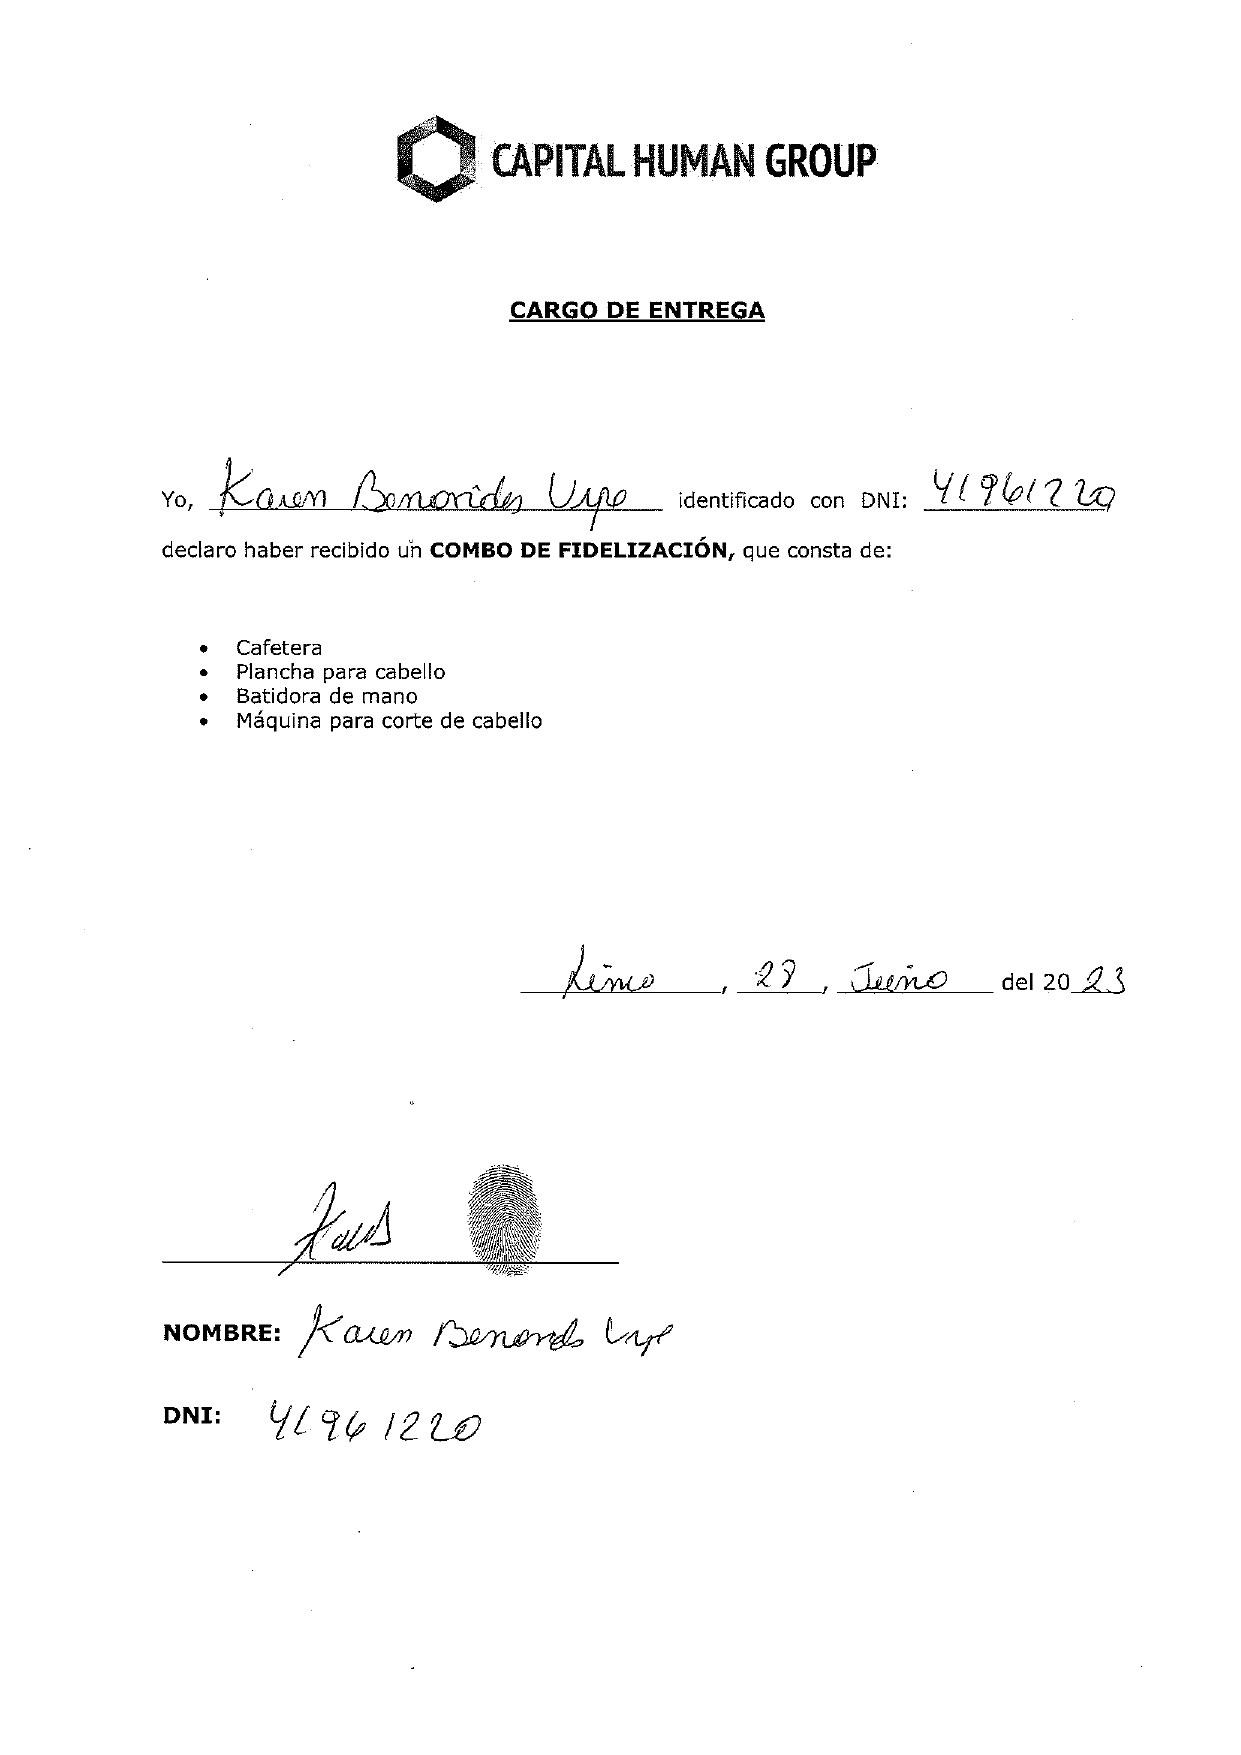 CAPITAL HUMAN GROUP
CARGO DE ENTREGA
Yo, Karen Benavides Urpe identificado con DNI: 41961220
declaro haber recibido un COMBO DE FIDELIZACIÓN, que consta de:
• Cafetera
• Plancha para cabello
• Batidora de mano
• Máquina para corte de cabello
Lima, , Junio del 2023
NOMBRE: Karen Benavides Urpe
DNI: 41961220